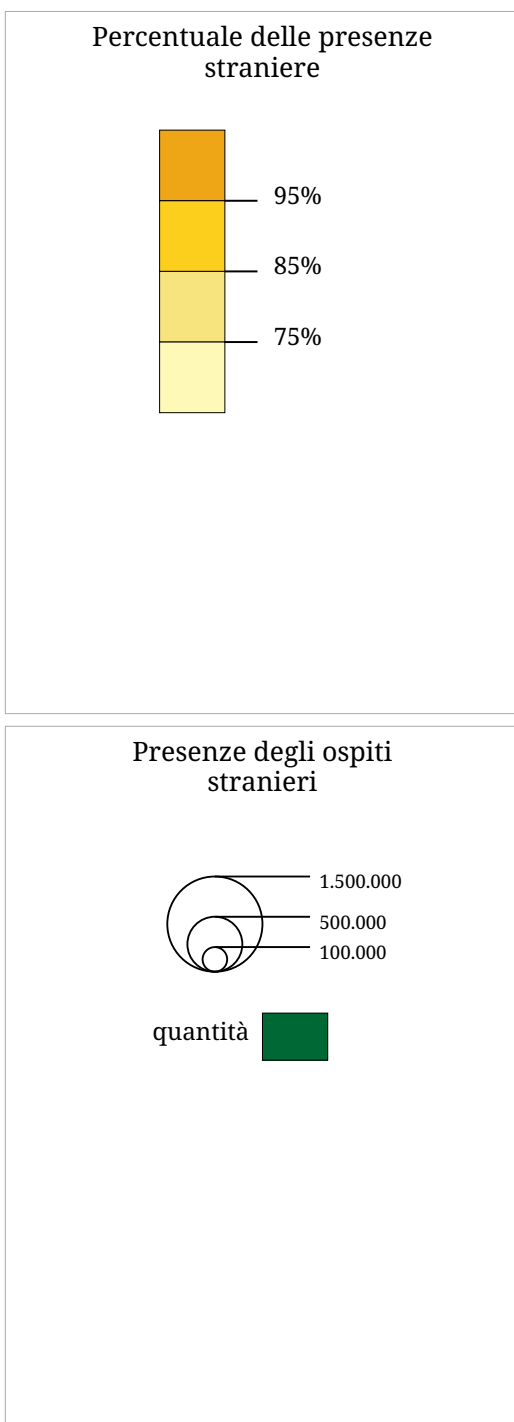 Percentuale delle presenze
straniere
95%
85%
75%
Presenze degli ospiti
stranieri
1.500.000
500.000
100.000
quantità